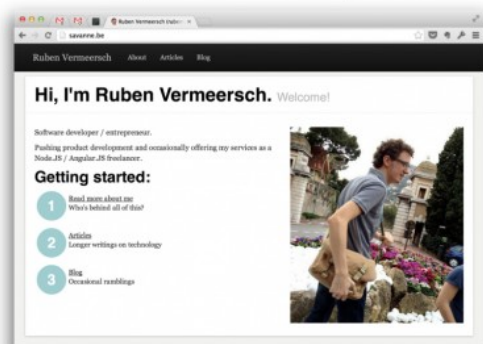 Ruben Vermeersch
savanne.be
Ruben Vermeersch About Articles Blog
Hi, I'm Ruben Vermeersch. Welcome!
Software developer / entrepreneur.
Pushing product development and occasionally offering my services as a
Node.JS / Angular.JS freelancer.
Getting started:
1 Read more about me
Who's behind all of this?
2 Articles
Longer writings on technology
3 Blog
Occasional ramblings